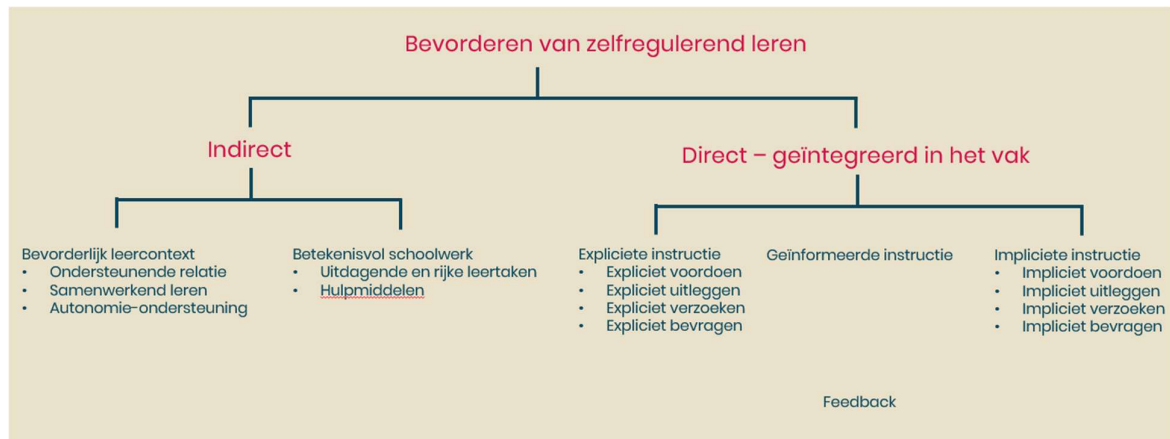 Bevorderen van zelfregulerend leren
Indirect
Direct – geïntegreerd in het vak
Bevorderlijk leercontext
• Ondersteunende relatie
• Samenwerkend leren
• Autonomie-ondersteuning
Betekenisvol schoolwerk
• Uitdagende en rijke leertaken
• Hulpmiddelen
Expliciete instructie
• Expliciet voordoen
• Expliciet uitleggen
• Expliciet verzoeken
• Expliciet bevragen
Geïnformeerde instructie
Impliciete instructie
• Impliciet voordoen
• Impliciet uitleggen
• Impliciet verzoeken
• Impliciet bevragen
Feedback